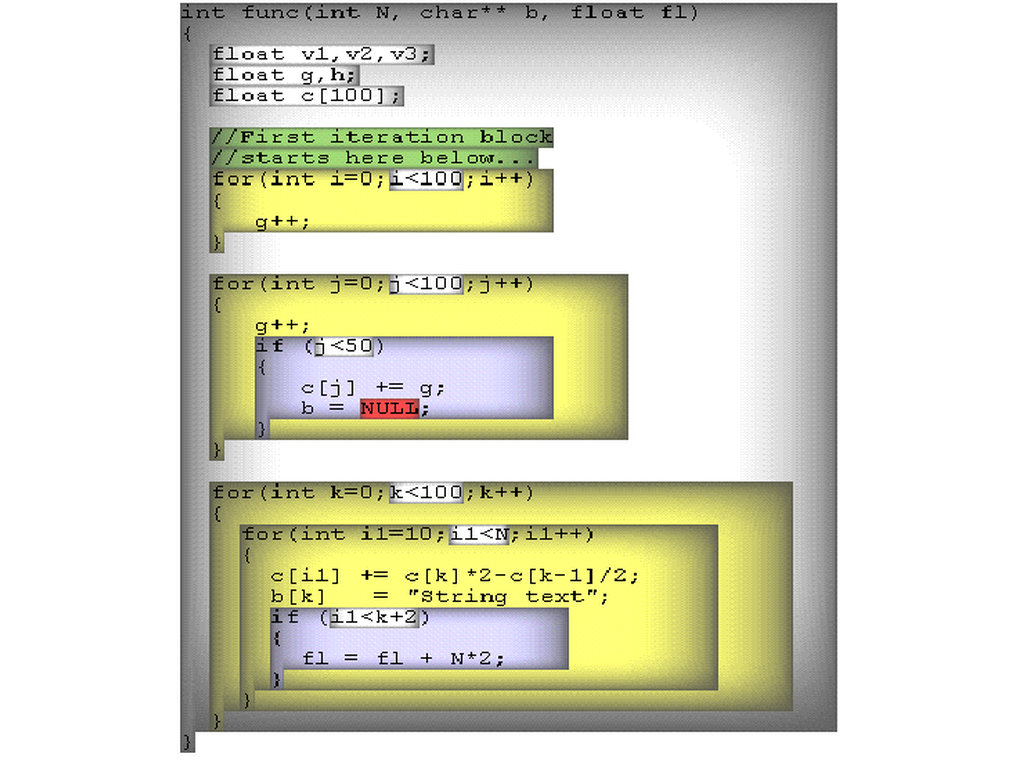 int func(int N, char** b, float fl)
{
float v1,v2,v3;
float g,h;
float c[100];
//First iteration block
//starts here below...
for(int i=0;i<100;i++)
{
g++;
}
for(int j=0;j<100;j++)
{
g++;
if (j<50)
{
c[j] += g;
b = NULL;
}
}
for(int k=0;k<100;k++)
{
for(int i1=10;i1<N;i1++)
{
c[i1] += c[k]*2-c[k-1]/2;
b[k] = "String text";
if (i1<k+2)
{
fl = fl + N*2;
}
}
}
}